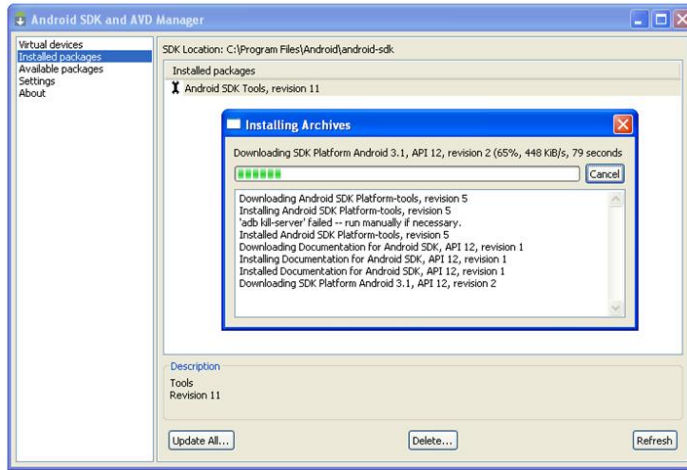 Android SDK and AVD Manager
Virtual devices
Installed packages
Available packages
Settings
About
SDK Location: C:\Program Files\Android\android-sdk
Installed packages
Android SDK Tools, revision 11
Installing Archives
Downloading SDK Platform Android 3.1, API 12, revision 2 (65%, 448 KiB/s, 79 seconds
Cancel
Downloading Android SDK Platform-tools, revision 5
Installing Android SDK Platform-tools, revision 5
'adb kill-server' failed -- run manually if necessary.
Installed Android SDK Platform-tools, revision 5
Downloading Documentation for Android SDK, API 12, revision 1
Installing Documentation for Android SDK, API 12, revision 1
Installed Documentation for Android SDK, API 12, revision 1
Downloading SDK Platform Android 3.1, API 12, revision 2
Description
Tools
Revision 11
Update All...
Delete...
Refresh